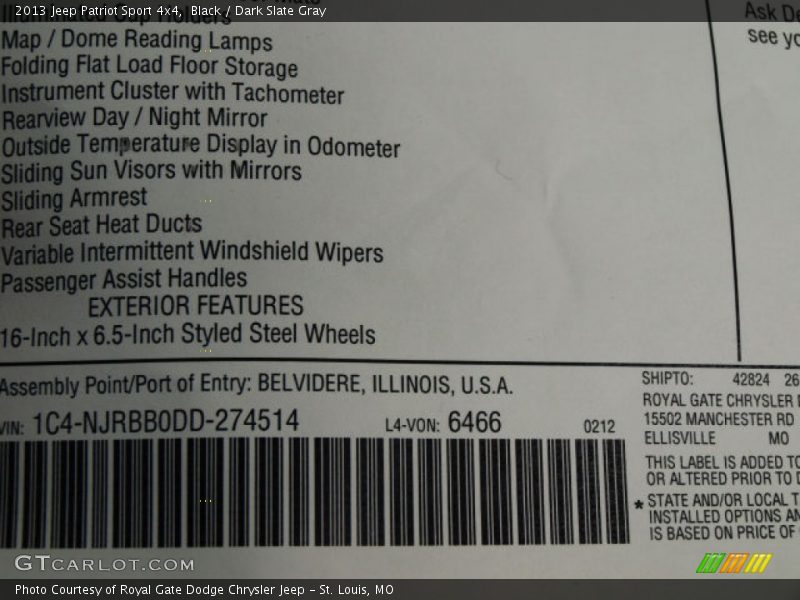 2013 Jeep Patriot Sport 4x4, Black / Dark Slate Gray
Illuminated Cup Holders
Map / Dome Reading Lamps
Folding Flat Load Floor Storage
Instrument Cluster with Tachometer
Rearview Day / Night Mirror
Outside Temperature Display in Odometer
Sliding Sun Visors with Mirrors
Sliding Armrest
Rear Seat Heat Ducts
Variable Intermittent Windshield Wipers
Passenger Assist Handles
EXTERIOR FEATURES
16-Inch x 6.5-Inch Styled Steel Wheels
Ask
see
Assembly Point/Port of Entry: BELVIDERE, ILLINOIS, U.S.A.
VIN: 1C4-NJRBB0DD-274514 L4-VON: 6466 0212
SHIPTO: 42824 26
ROYAL GATE CHRYSLER
15502 MANCHESTER RD
ELLISVILLE MO
THIS LABEL IS ADDED TO
OR ALTERED PRIOR TO
* STATE AND/OR LOCAL
INSTALLED OPTIONS
IS BASED ON PRICE OF
GTCARLOT.COM
Photo Courtesy of Royal Gate Dodge Chrysler Jeep – St. Louis, MO